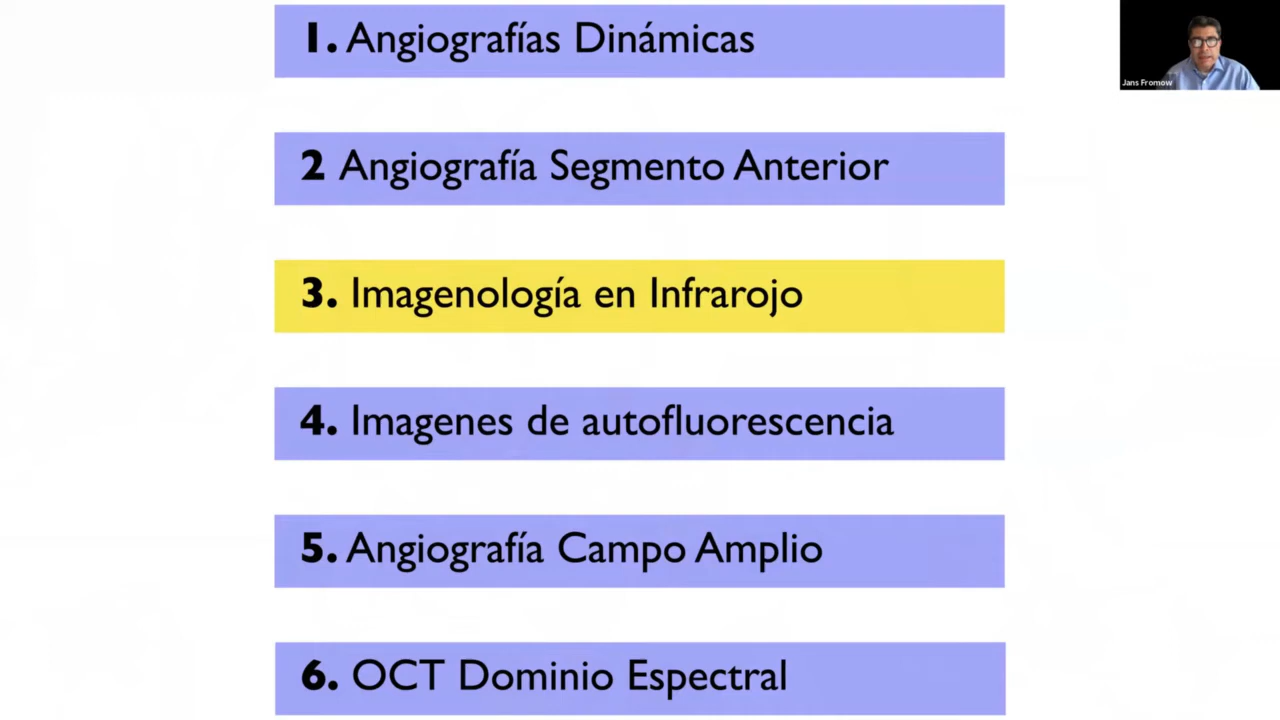 1. Angiografías Dinámicas
Jans Fromow
2 Angiografía Segmento Anterior
3. Imagenología en Infrarojo
4. Imagenes de autofluorescencia
5. Angiografía Campo Amplio
6. OCT Dominio Espectral